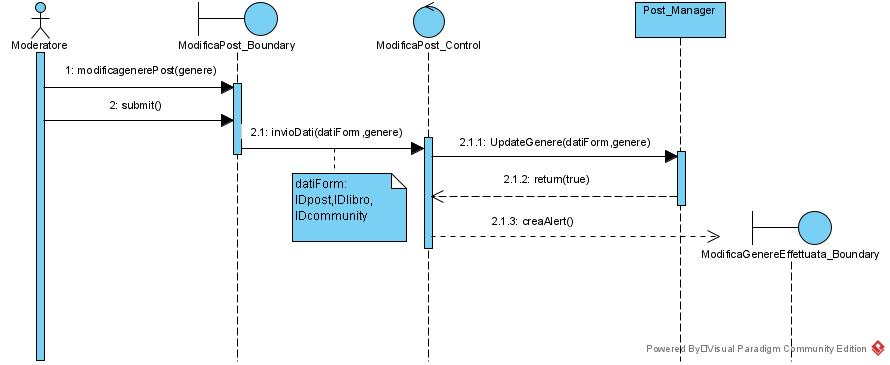 Moderatore
ModificaPost_Boundary
ModificaPost_Control
Post_Manager
1: modificagenerePost(genere)
2: submit()
2.1: invioDati(datiForm,genere)
2.1.1: UpdateGenere(datiForm,genere)
datiForm:
IDpost,IDlibro,
IDcommunity
2.1.2: return(true)
2.1.3: creaAlert()
ModificaGenereEffettuata_Boundary
Powered By Visual Paradigm Community Edition